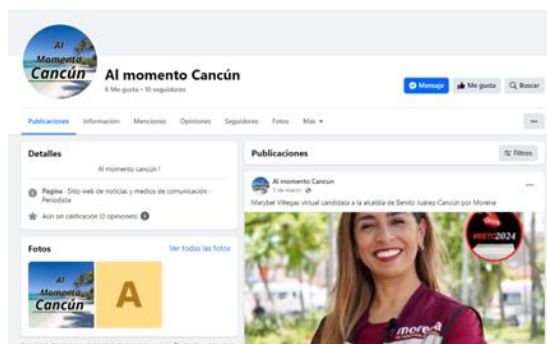 Al
Momento
Cancún
Al momento Cancún
6 Me gusta • 10 seguidores
Mensaje
Me gusta
Buscar
Publicaciones
Información
Menciones
Opiniones
Seguidores
Fotos
Más
Detalles
Al momento cancún !
Página · Sitio web de noticias y medios de comunicación ·
Periodista
Aún sin calificación (0 opiniones)
Fotos
Ver todas las fotos
Al
Momento
Cancún
A
Publicaciones
Filtros
Al momento Cancún
Marybel Villegas virtual candidata a la alcaldía de Benito Juárez-Cancún por Morena
#RETO2024
morena